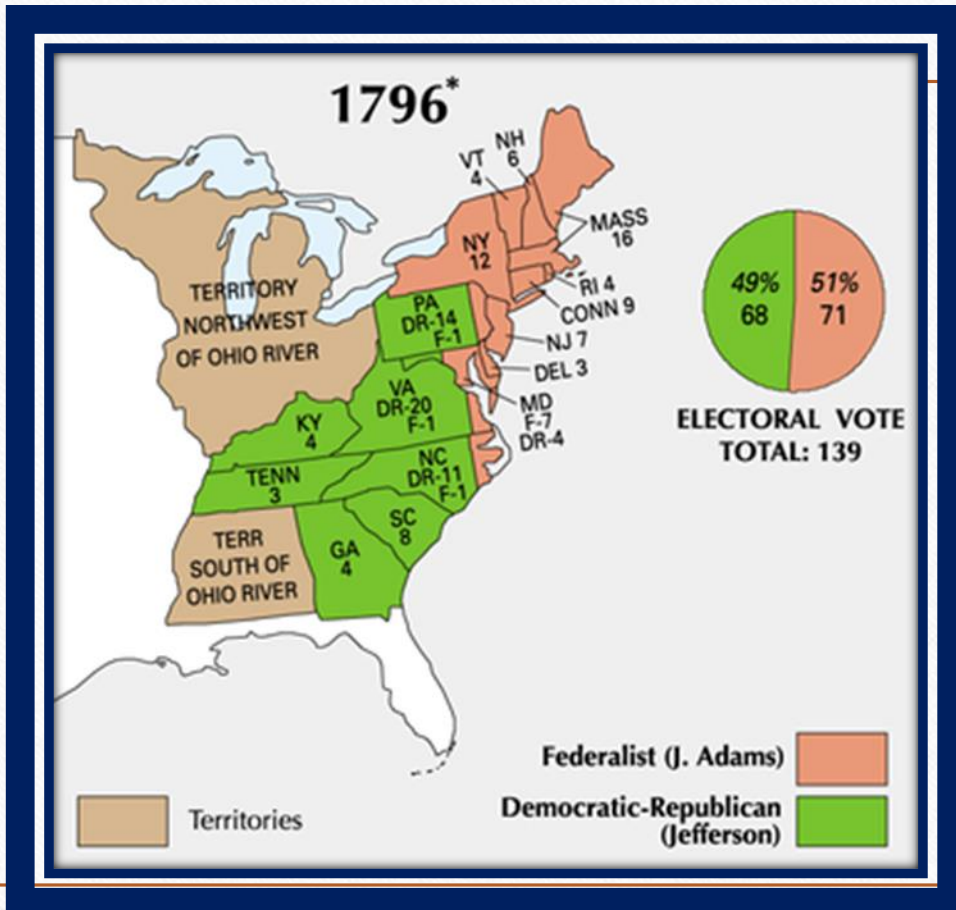 1796*
NH
6
VT
4
MASS
16
NY
12
RI 4
CONN 9
NJ 7
DEL 3
MD
F-7
DR-4
PA
DR-14
F-1
TERRITORY
NORTHWEST
OF OHIO RIVER
VA
DR-20
F-1
KY
4
TENN
3
NC
DR-11
F-1
SC
8
GA
4
TERR
SOUTH OF
OHIO RIVER
49%
68
51%
71
ELECTORAL VOTE
TOTAL: 139
Federalist (J. Adams)
Democratic-Republican
(Jefferson)
Territories